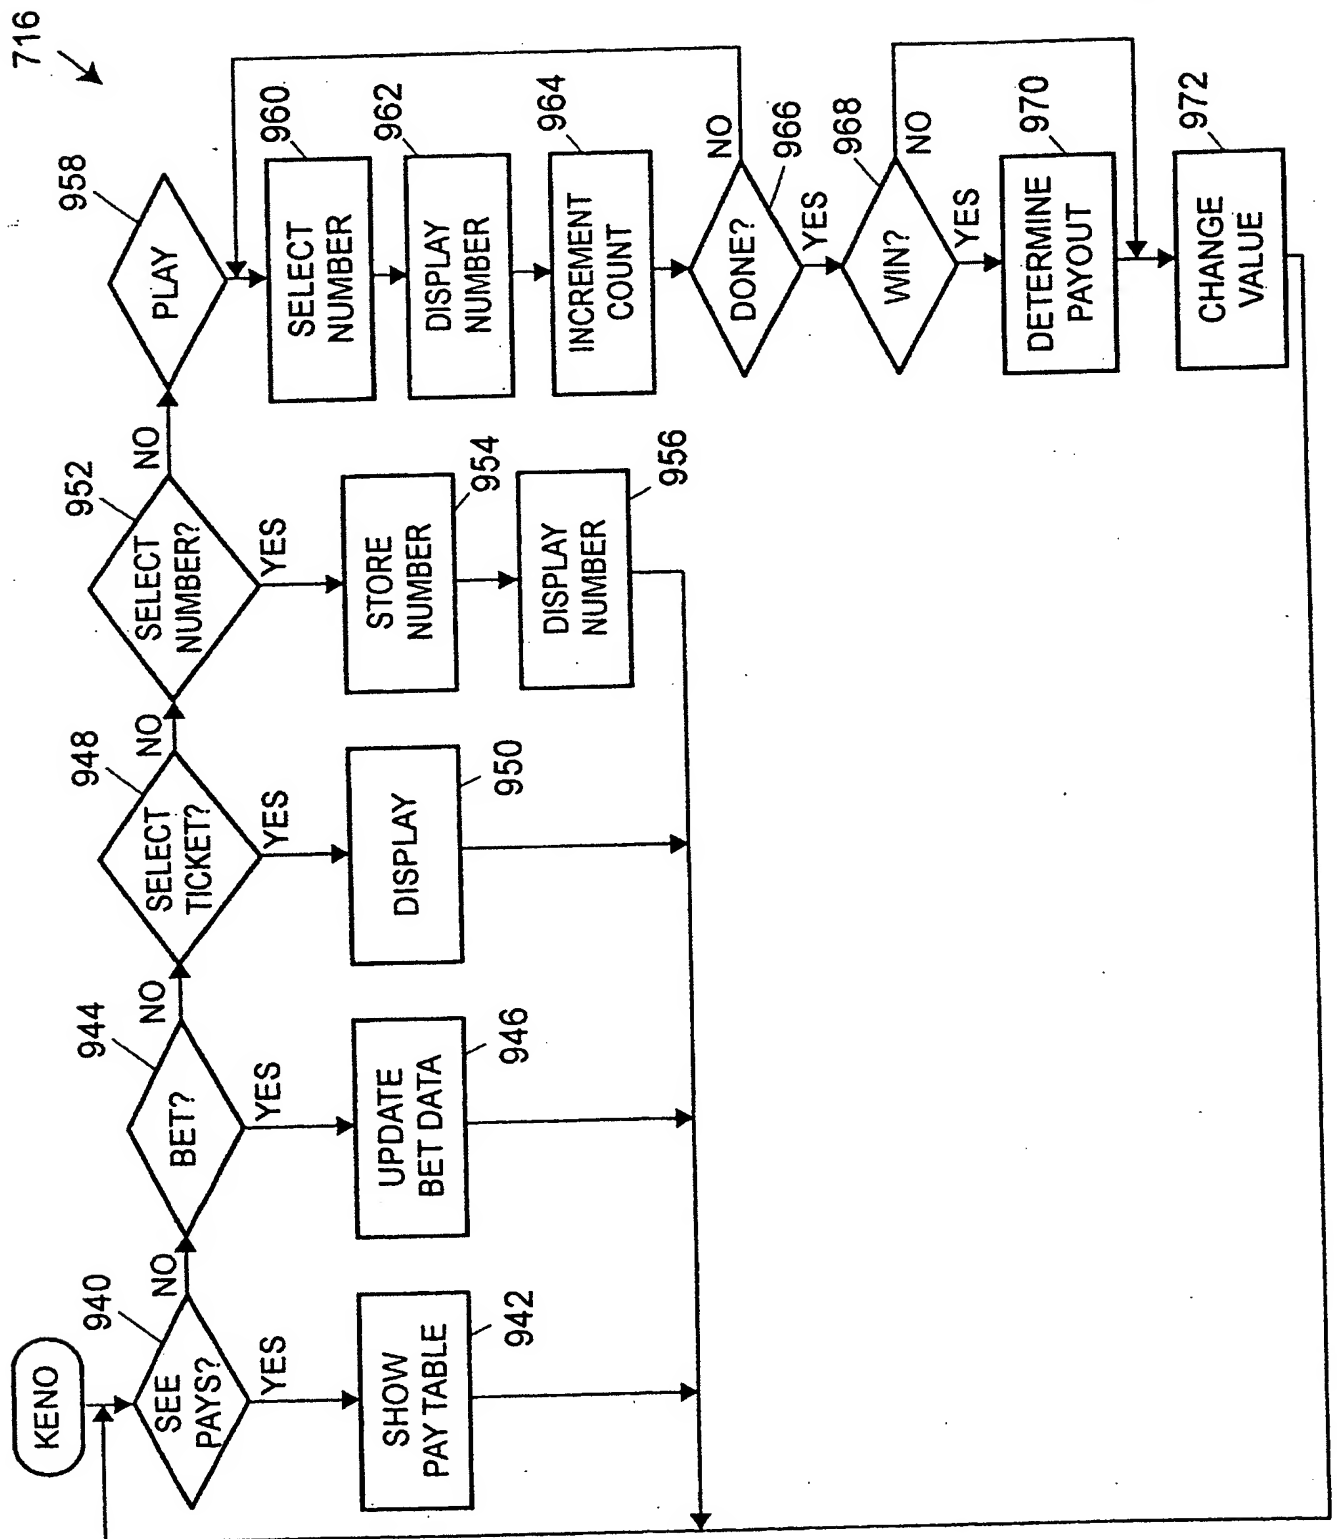 716
KENO
940
SEE
PAYS?
NO
YES
SHOW
PAY TABLE
942
944
BET?
NO
YES
UPDATE
BET DATA
946
948
SELECT
TICKET?
NO
YES
DISPLAY
950
952
SELECT
NUMBER?
NO
YES
STORE
NUMBER
954
DISPLAY
NUMBER
956
958
PLAY
SELECT
NUMBER
960
DISPLAY
NUMBER
962
INCREMENT
COUNT
964
DONE?
NO
966
YES
WIN?
968
NO
YES
DETERMINE
PAYOUT
970
CHANGE
VALUE
972